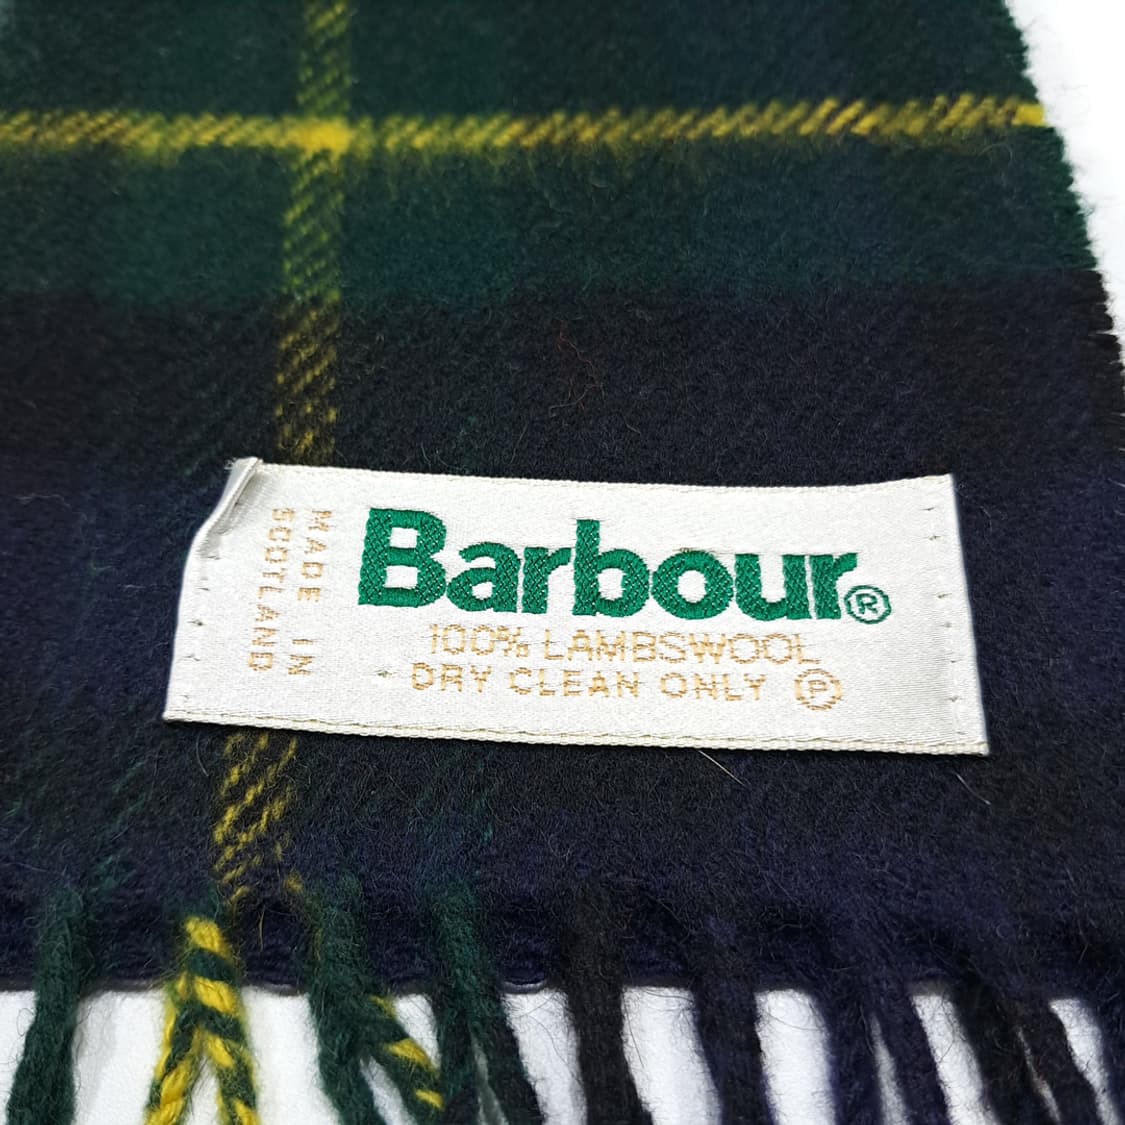 Barbour®
100% LAMBSWOOL
DRY CLEAN ONLY Ⓟ
MADE IN
SCOTLAND